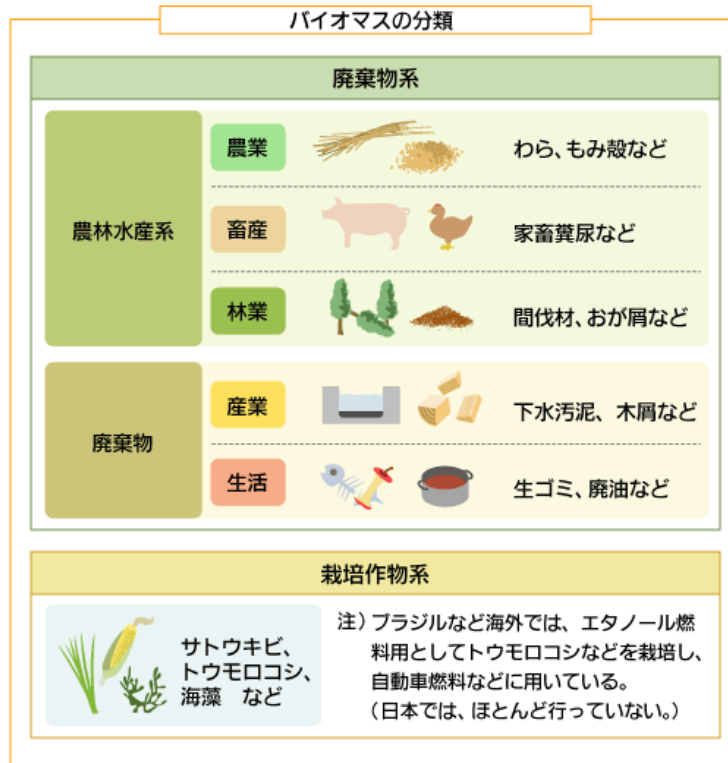 バイオマスの分類
廃棄物系
農林水産系
農業
わら、もみ殻など
畜産
家畜糞尿など
林業
間伐材、おが屑など
廃棄物
産業
下水汚泥、木屑など
生活
生ゴミ、廃油など
栽培作物系
サトウキビ、
トウモロコシ、
海藻 など
注）ブラジルなど海外では、エタノール燃
料用としてトウモロコシなどを栽培し、
自動車燃料などに用いている。
（日本では、ほとんど行っていない。）